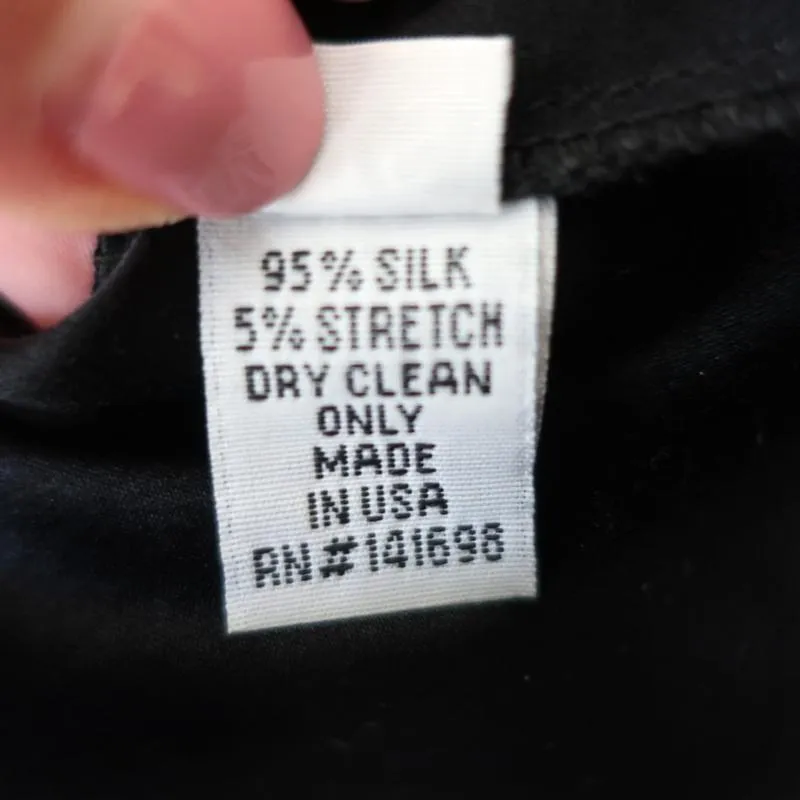 95% SILK
5% STRETCH
DRY CLEAN
ONLY
MADE
IN USA
RN#141698